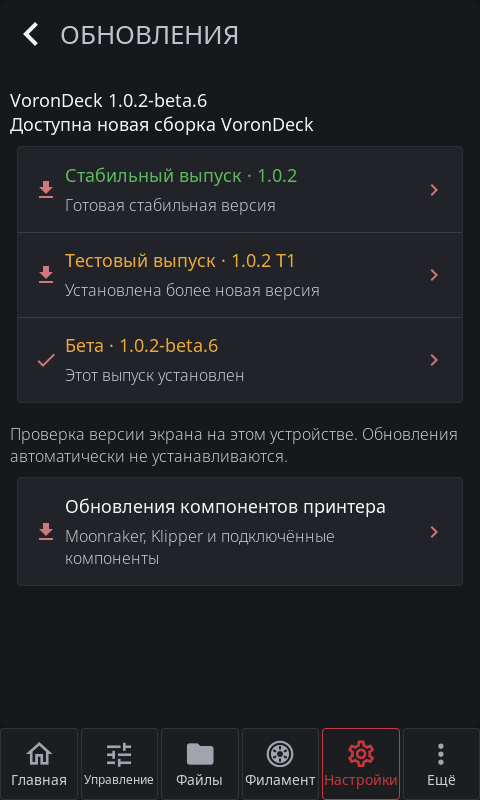 ОБНОВЛЕНИЯ
VoronDeck 1.0.2-beta.6
Доступна новая сборка VoronDeck
Стабильный выпуск · 1.0.2
Готовая стабильная версия
Тестовый выпуск · 1.0.2 T1
Установлена более новая версия
Бета · 1.0.2-beta.6
Этот выпуск установлен
Проверка версии экрана на этом устройстве. Обновления
автоматически не устанавливаются.
Обновления компонентов принтера
Moonraker, Klipper и подключённые
компоненты
Главная
Управление
Файлы
Филамент
Настройки
Ещё